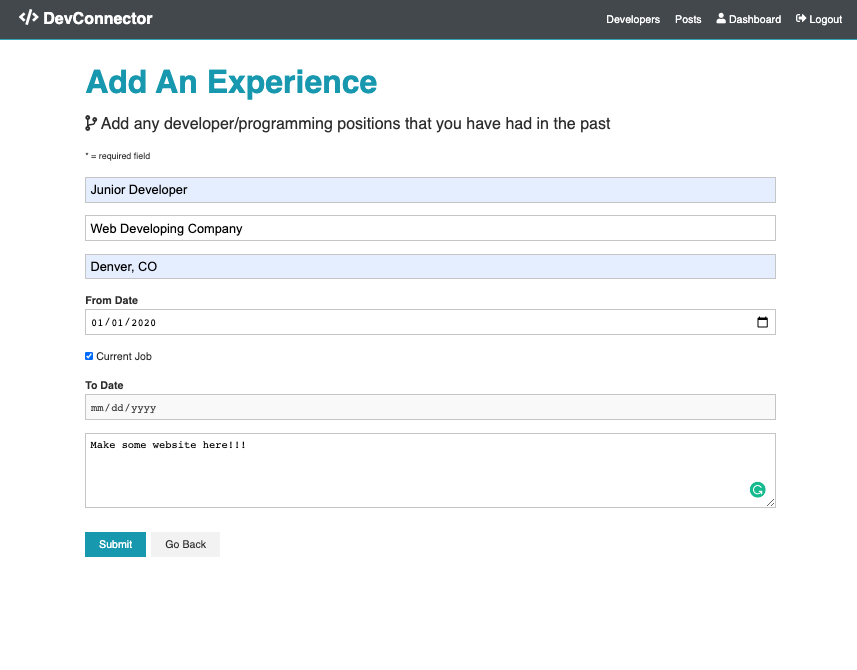 DevConnector
Developers Posts Dashboard Logout
Add An Experience
Add any developer/programming positions that you have had in the past
* = required field
Junior Developer
Web Developing Company
Denver, CO
From Date
01/01/2020
Current Job
To Date
mm/dd/yyyy
Make some website here!!!
Submit Go Back